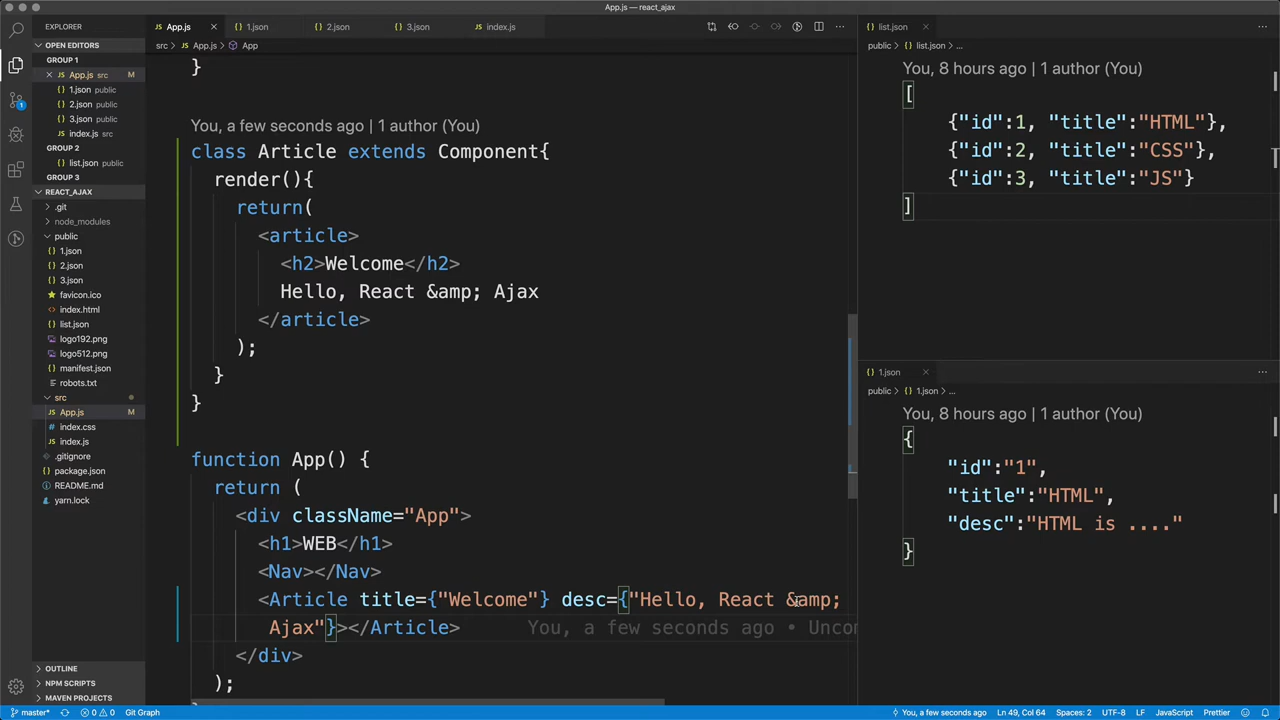 App.js — react_ajax
OPEN EDITORS
GROUP 1
App.js src M
1.json public
2.json public
3.json public
index.js src
GROUP 2
list.json public
GROUP 3
REACT_AJAX
.git
node_modules
public
1.json
2.json
3.json
favicon.ico
index.html
list.json
logo192.png
logo512.png
manifest.json
robots.txt
src
App.js M
index.css
index.js
.gitignore
package.json
README.md
yarn.lock
OUTLINE
NPM SCRIPTS
MAVEN PROJECTS
1
App.js 1.json 2.json 3.json index.js
src > App.js > App
}
You, a few seconds ago | 1 author (You)
class Article extends Component{
render(){
return(
<article>
<h2>Welcome</h2>
Hello, React &amp; Ajax
</article>
);
}
}
function App() {
return (
<div className="App">
<h1>WEB</h1>
<Nav></Nav>
<Article title={"Welcome"} desc={"Hello, React &amp;
Ajax"}></Article> You, a few seconds ago • Uncon
</div>
);
list.json
public > list.json > ...
You, 8 hours ago | 1 author (You)
[
{"id":1, "title":"HTML"},
{"id":2, "title":"CSS"},
{"id":3, "title":"JS"}
]
1.json
public > 1.json > ...
You, 8 hours ago | 1 author (You)
{
"id":"1",
"title":"HTML",
"desc":"HTML is ...."
}
master* 0 0 Git Graph You, a few seconds ago Ln 49, Col 64 Spaces: 2 UTF-8 LF JavaScript Prettier